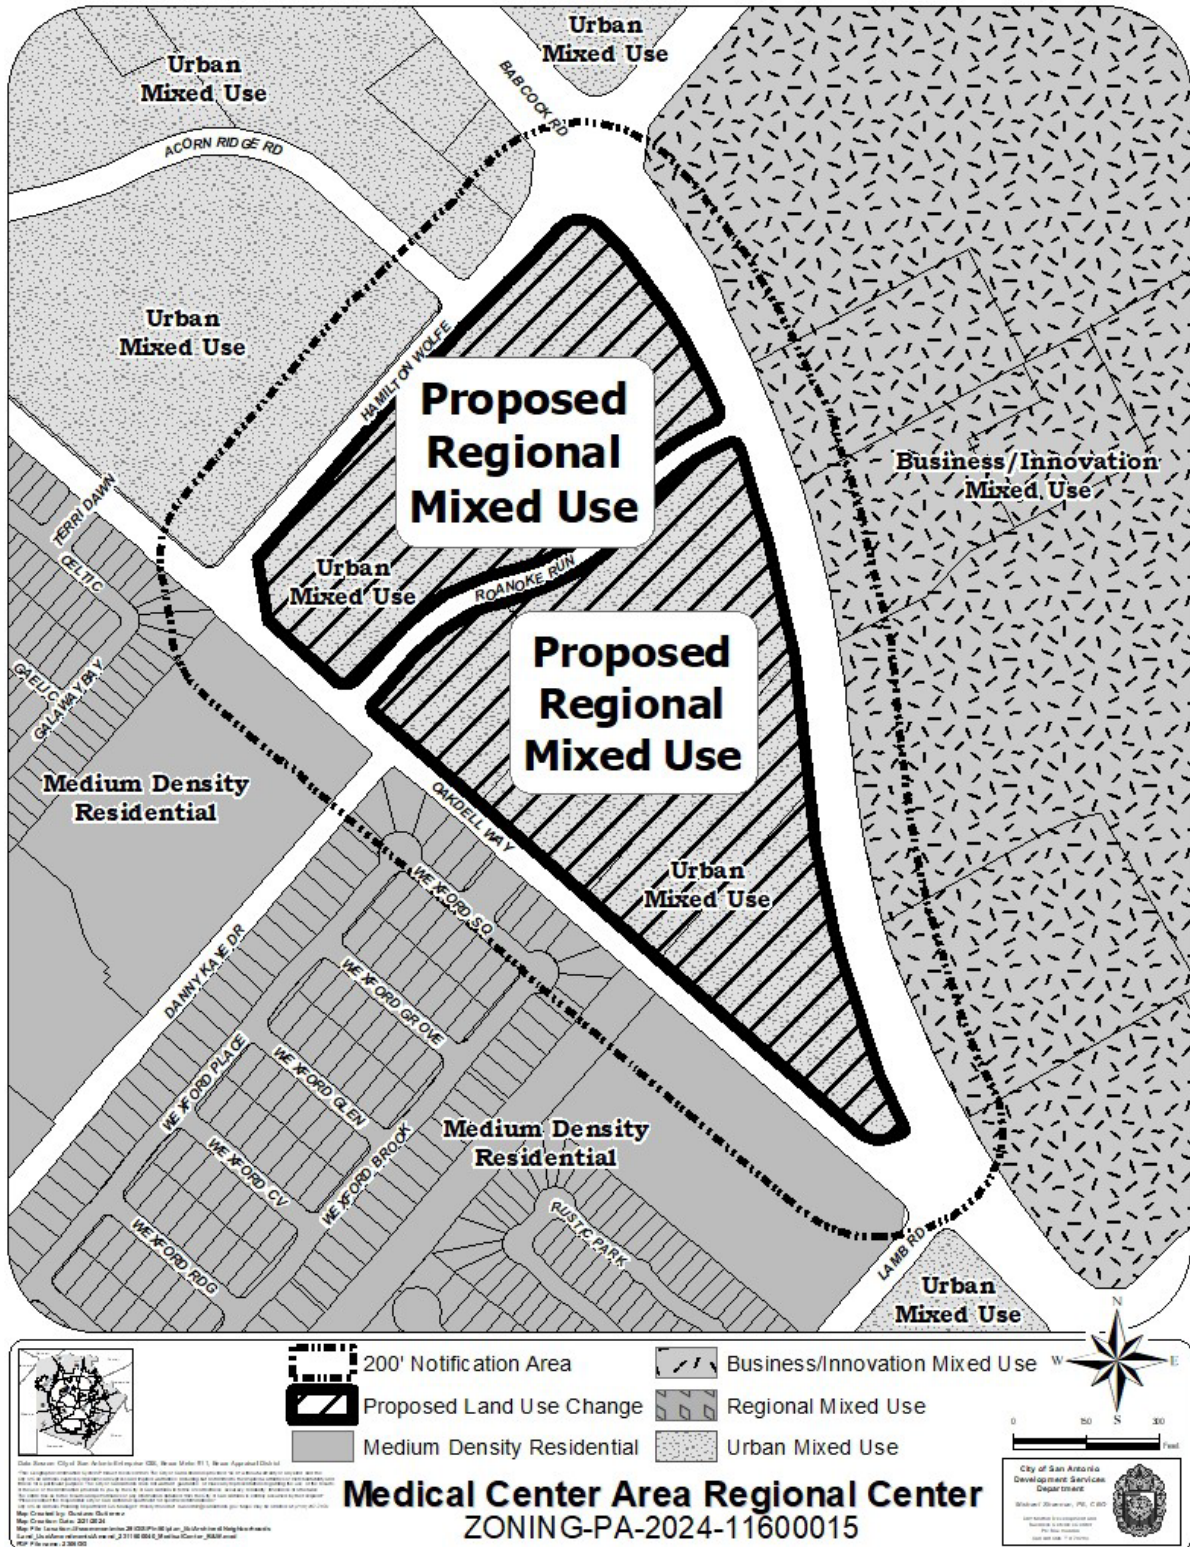 Urban
Mixed Use
BABCOCK RD
Urban
Mixed Use
ACORN RIDGE RD
Urban
Mixed Use
HAMILTON WOLFE
Proposed
Regional
Mixed Use
Business/Innovation
Mixed Use
TERRI DAWN
CELTIC
Urban
Mixed Use
ROANOKE RUN
Proposed
Regional
Mixed Use
GAELIC
GALAWAY BAY
Medium Density
Residential
OAKDELL WAY
Urban
Mixed Use
WEXFORD SQ
DANNY KAYE DR
WEXFORD GROVE
WEXFORD PLACE
WEXFORD GLEN
Medium Density
Residential
WEXFORD BROOK
WEXFORD CV
RUSTIC PARK
WEXFORD RDG
LAMB RD
Urban
Mixed Use
200' Notification Area
Proposed Land Use Change
Medium Density Residential
Business/Innovation Mixed Use
Regional Mixed Use
Urban Mixed Use
N
W E
S
0 150 300
Feet
Medical Center Area Regional Center
ZONING-PA-2024-11600015
City of San Antonio
Development Services
Department
Map Created by: Gustavo Gutierrez